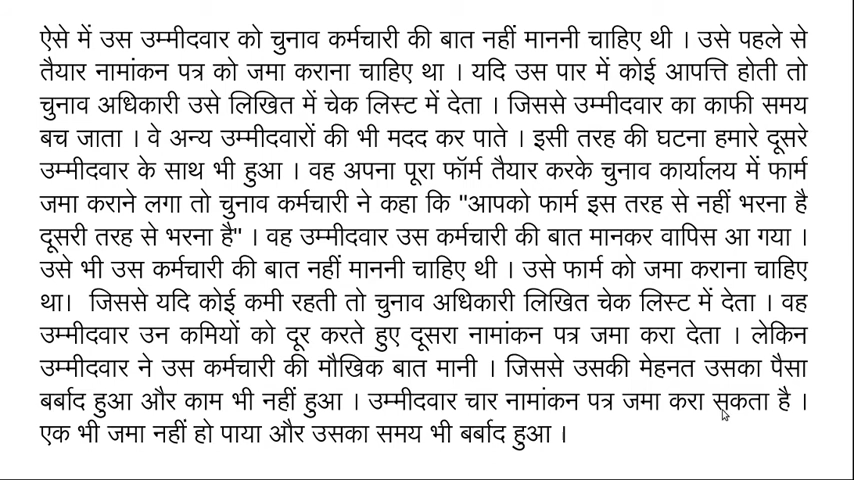 ऐसे में उस उम्मीदवार को चुनाव कर्मचारी की बात नहीं माननी चाहिए थी । उसे पहले से
तैयार नामांकन पत्र को जमा कराना चाहिए था । यदि उस पार में कोई आपत्ति होती तो
चुनाव अधिकारी उसे लिखित में चेक लिस्ट में देता । जिससे उम्मीदवार का काफी समय
बच जाता । वे अन्य उम्मीदवारों की भी मदद कर पाते । इसी तरह की घटना हमारे दूसरे
उम्मीदवार के साथ भी हुआ । वह अपना पूरा फॉर्म तैयार करके चुनाव कार्यालय में फार्म
जमा कराने लगा तो चुनाव कर्मचारी ने कहा कि "आपको फार्म इस तरह से नहीं भरना है
दूसरी तरह से भरना है" । वह उम्मीदवार उस कर्मचारी की बात मानकर वापिस आ गया ।
उसे भी उस कर्मचारी की बात नहीं माननी चाहिए थी । उसे फार्म को जमा कराना चाहिए
था। जिससे यदि कोई कमी रहती तो चुनाव अधिकारी लिखित चेक लिस्ट में देता । वह
उम्मीदवार उन कमियों को दूर करते हुए दूसरा नामांकन पत्र जमा करा देता । लेकिन
उम्मीदवार ने उस कर्मचारी की मौखिक बात मानी । जिससे उसकी मेहनत उसका पैसा
बर्बाद हुआ और काम भी नहीं हुआ । उम्मीदवार चार नामांकन पत्र जमा करा सकता है ।
एक भी जमा नहीं हो पाया और उसका समय भी बर्बाद हुआ ।